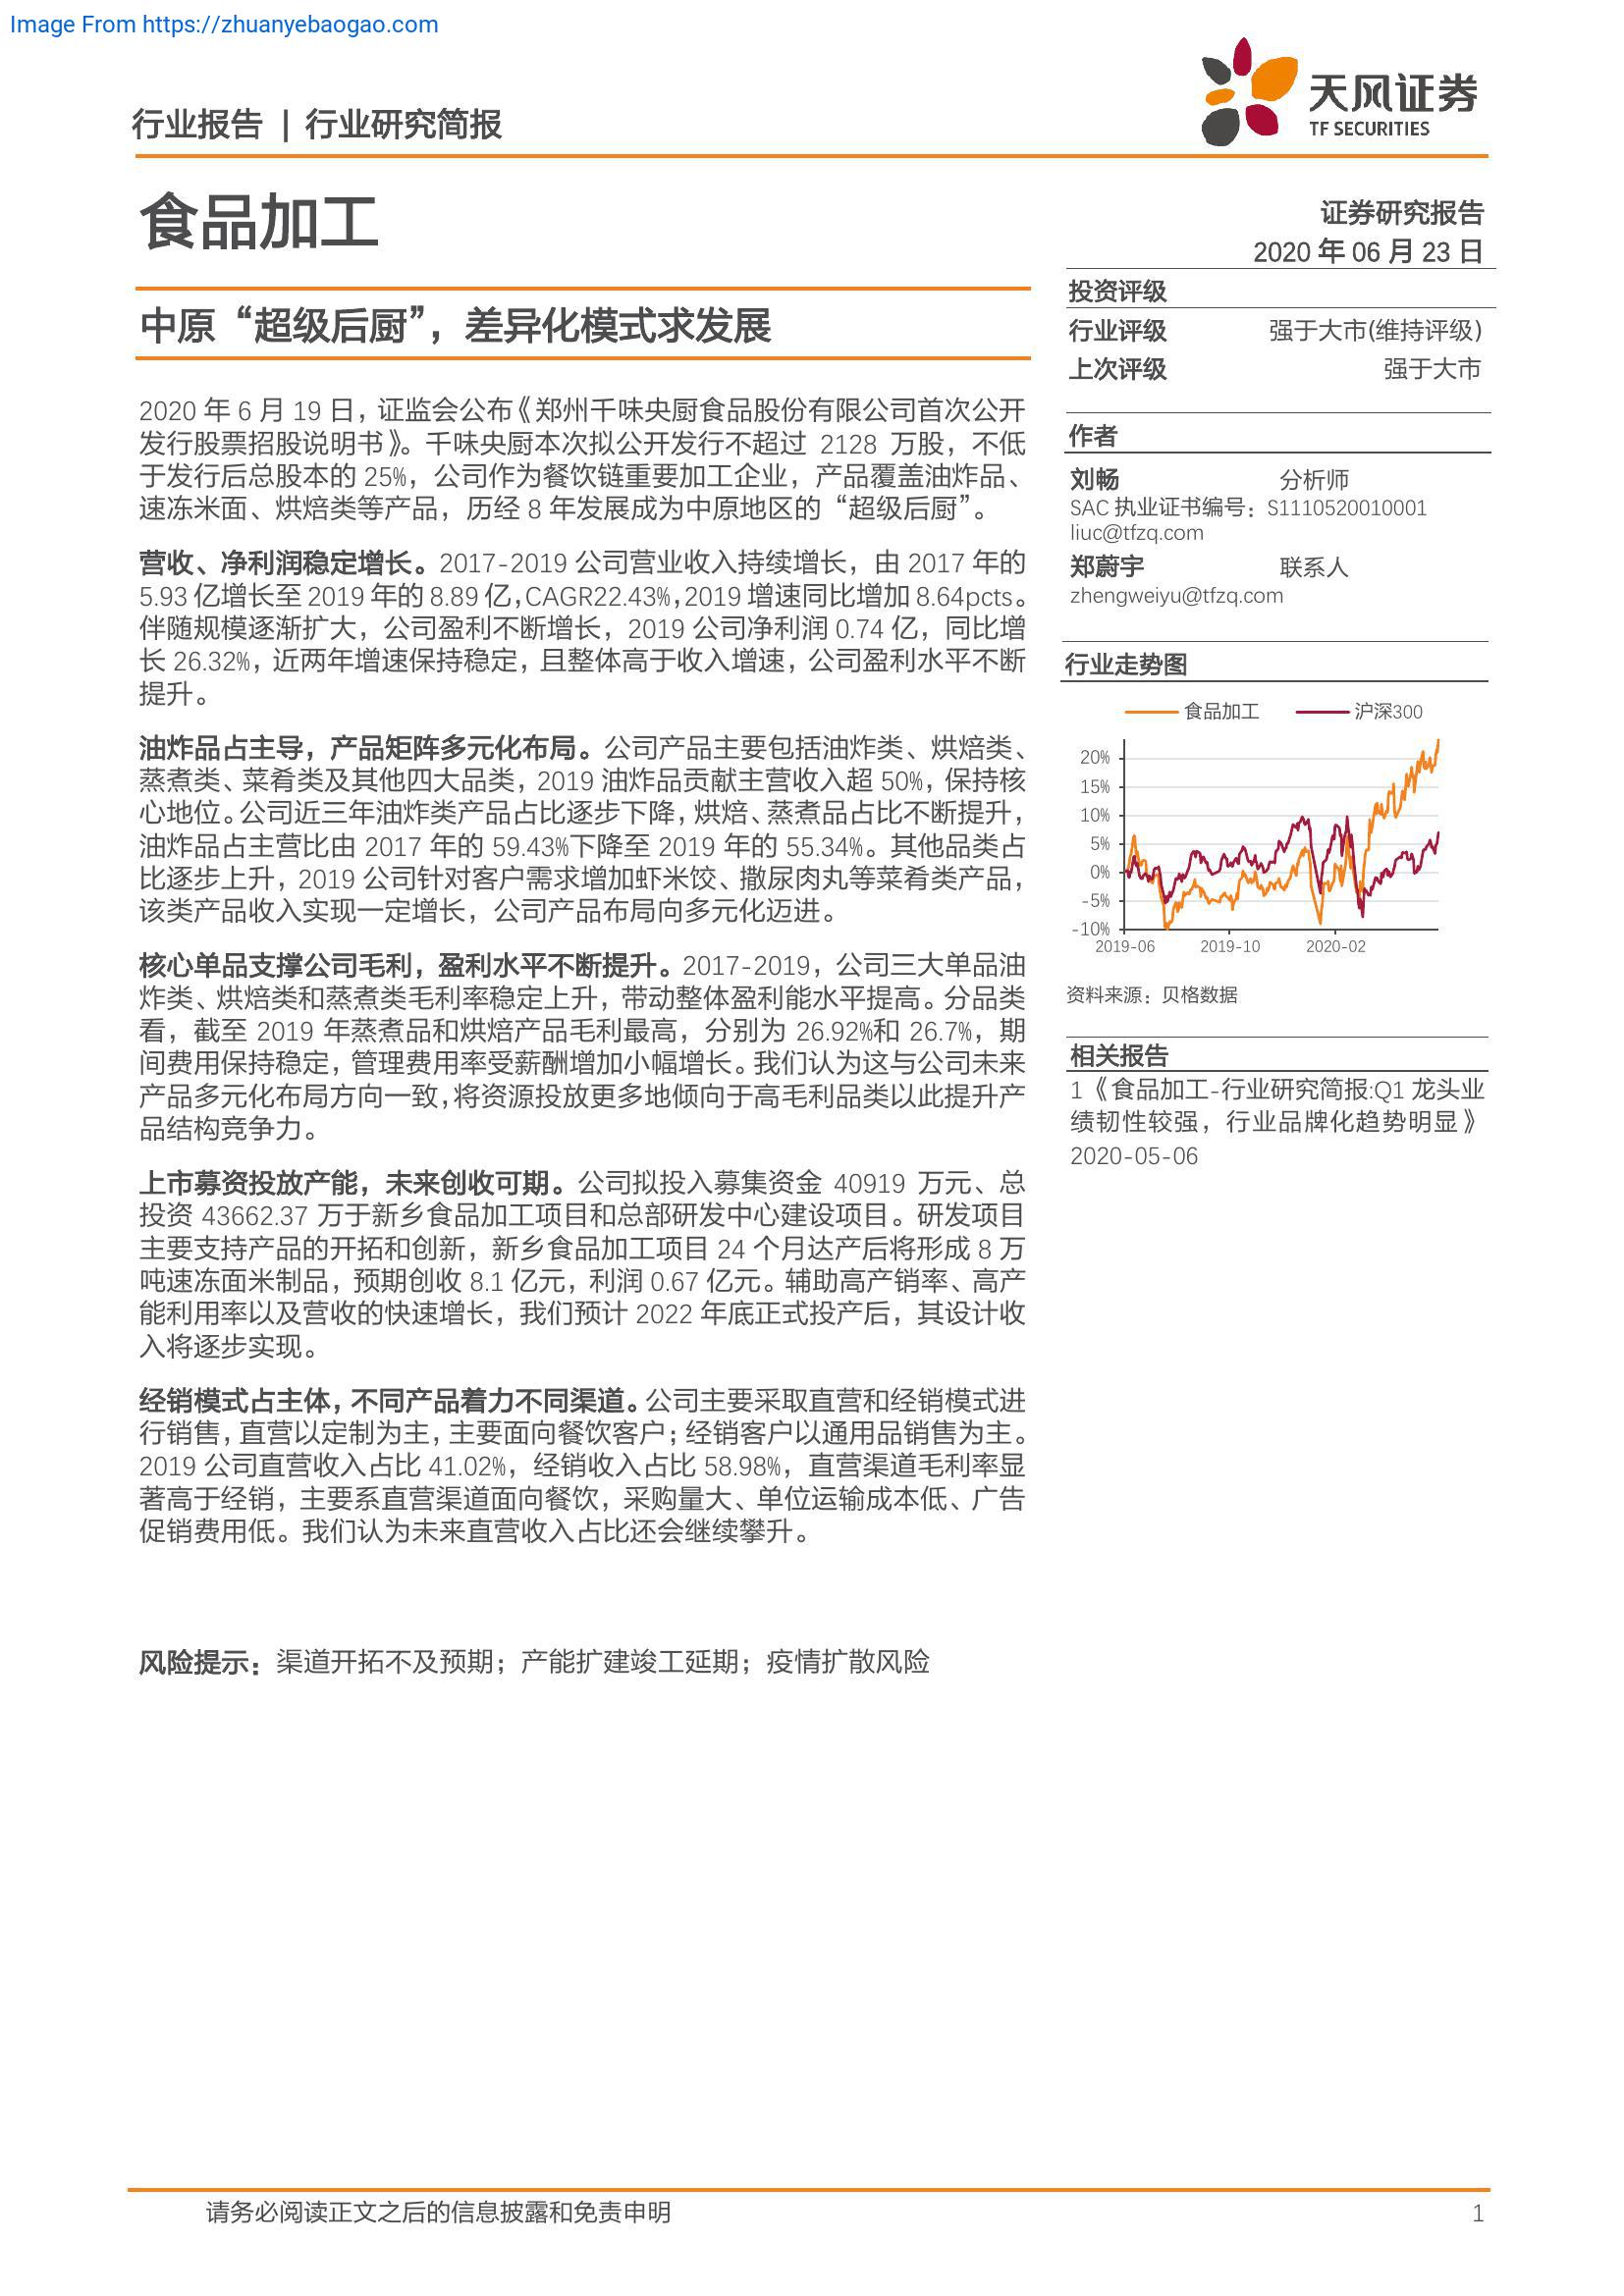 Image From https://zhuanyebaogao.com
行业报告 | 行业研究简报
天风证券
TF SECURITIES
食品加工
证券研究报告
2020 年 06 月 23 日
中原“超级后厨”，差异化模式求发展
2020 年 6 月 19 日，证监会公布《郑州千味央厨食品股份有限公司首次公开
发行股票招股说明书》。千味央厨本次拟公开发行不超过 2128 万股，不低
于发行后总股本的 25%，公司作为餐饮链重要加工企业，产品覆盖油炸品、
速冻米面、烘焙类等产品，历经 8 年发展成为中原地区的“超级后厨”。
营收、净利润稳定增长。2017-2019 公司营业收入持续增长，由 2017 年的
5.93 亿增长至 2019 年的 8.89 亿，CAGR22.43%，2019 增速同比增加 8.64pcts。
伴随规模逐渐扩大，公司盈利不断增长，2019 公司净利润 0.74 亿，同比增
长 26.32%，近两年增速保持稳定，且整体高于收入增速，公司盈利水平不断
提升。
油炸品占主导，产品矩阵多元化布局。公司产品主要包括油炸类、烘焙类、
蒸煮类、菜肴类及其他四大品类，2019 油炸品贡献主营收入超 50%，保持核
心地位。公司近三年油炸类产品占比逐步下降，烘焙、蒸煮品占比不断提升，
油炸品占主营比由 2017 年的 59.43%下降至 2019 年的 55.34%。其他品类占
比逐步上升，2019 公司针对客户需求增加虾米饺、撒尿肉丸等菜肴类产品，
该类产品收入实现一定增长，公司产品布局向多元化迈进。
核心单品支撑公司毛利，盈利水平不断提升。2017-2019，公司三大单品油
炸类、烘焙类和蒸煮类毛利率稳定上升，带动整体盈利能水平提高。分品类
看，截至 2019 年蒸煮品和烘焙产品毛利最高，分别为 26.92%和 26.7%，期
间费用保持稳定，管理费用率受薪酬增加小幅增长。我们认为这与公司未来
产品多元化布局方向一致，将资源投放更多地倾向于高毛利品类以此提升产
品结构竞争力。
上市募资投放产能，未来创收可期。公司拟投入募集资金 40919 万元、总
投资 43662.37 万于新乡食品加工项目和总部研发中心建设项目。研发项目
主要支持产品的开拓和创新，新乡食品加工项目 24 个月达产后将形成 8 万
吨速冻面米制品，预期创收 8.1 亿元，利润 0.67 亿元。辅助高产销率、高产
能利用率以及营收的快速增长，我们预计 2022 年底正式投产后，其设计收
入将逐步实现。
经销模式占主体，不同产品着力不同渠道。公司主要采取直营和经销模式进
行销售，直营以定制为主，主要面向餐饮客户；经销客户以通用品销售为主。
2019 公司直营收入占比 41.02%，经销收入占比 58.98%，直营渠道毛利率显
著高于经销，主要系直营渠道面向餐饮，采购量大、单位运输成本低、广告
促销费用低。我们认为未来直营收入占比还会继续攀升。
风险提示：渠道开拓不及预期；产能扩建竣工延期；疫情扩散风险
投资评级
行业评级 强于大市(维持评级)
上次评级 强于大市
作者
刘畅 分析师
SAC 执业证书编号：S1110520010001
liuc@tfzq.com
郑蔚宇 联系人
zhengweiyu@tfzq.com
行业走势图
食品加工 沪深300
20%
15%
10%
5%
0%
-5%
-10%
2019-06 2019-10 2020-02
资料来源：贝格数据
相关报告
1 《食品加工-行业研究简报:Q1 龙头业
绩韧性较强，行业品牌化趋势明显》
2020-05-06
请务必阅读正文之后的信息披露和免责申明 1